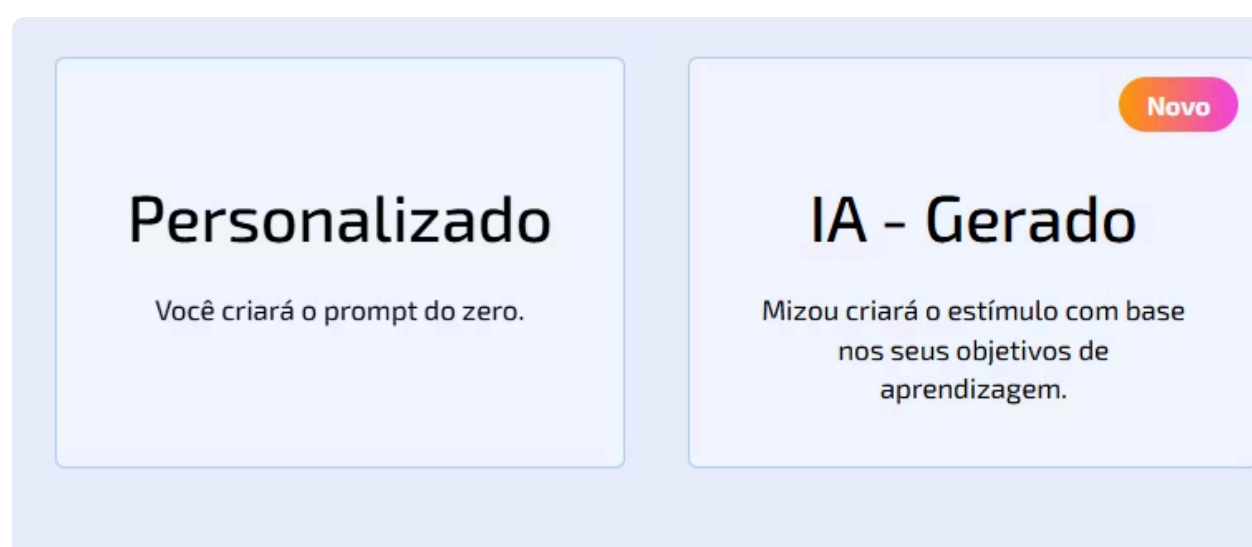 Personalizado
Você criará o prompt do zero.
Novo
IA - Gerado
Mizou criará o estímulo com base
nos seus objetivos de
aprendizagem.